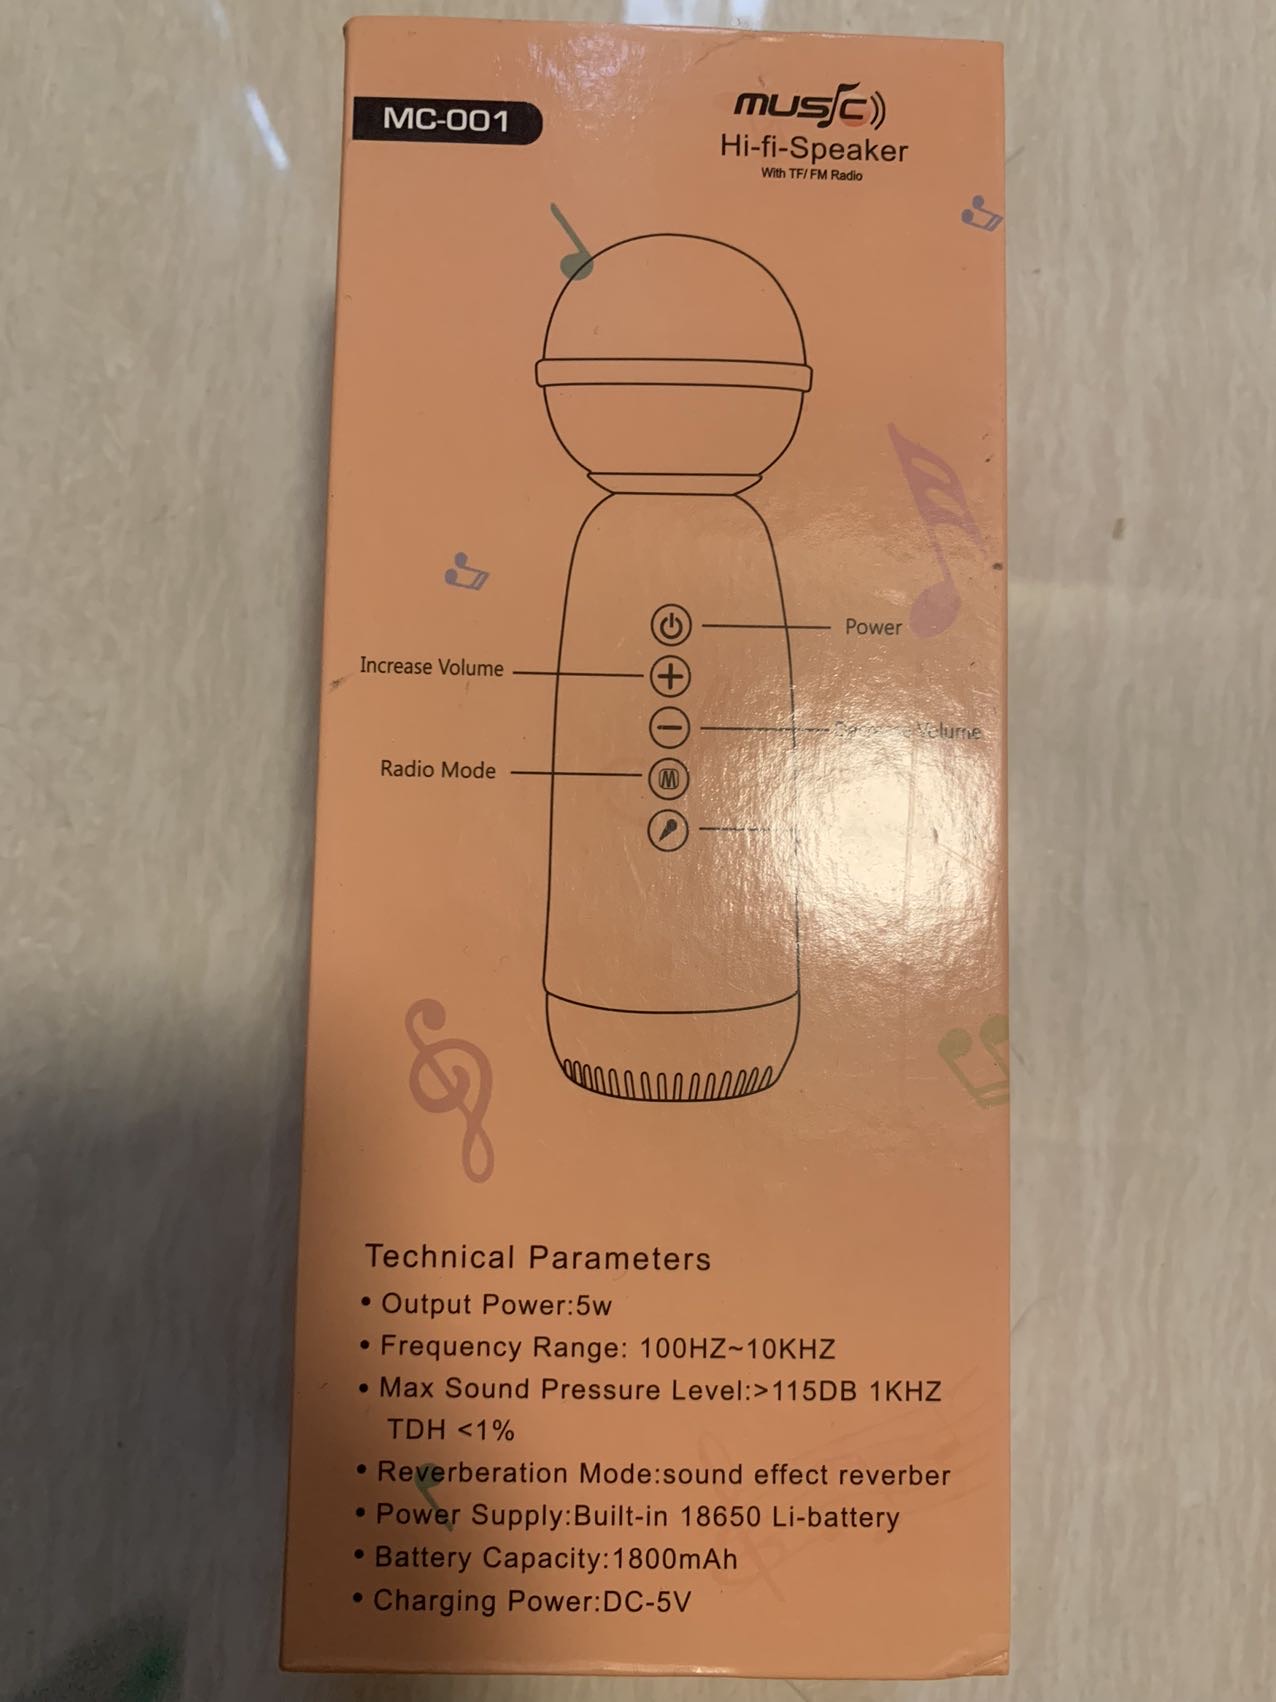 MC-001
MUSIC
Hi-fi-Speaker
With TF/ FM Radio
Power
Increase Volume
Decrease Volume
Radio Mode
M
Technical Parameters
• Output Power:5w
• Frequency Range: 100HZ~10KHZ
• Max Sound Pressure Level:>115DB 1KHZ
TDH <1%
• Reverberation Mode:sound effect reverber
• Power Supply:Built-in 18650 Li-battery
• Battery Capacity:1800mAh
• Charging Power:DC-5V